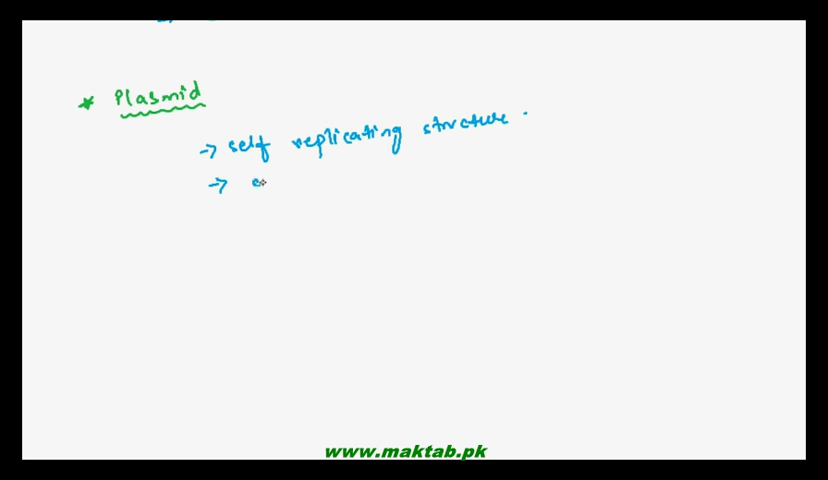 * Plasmid
-> self replicating structure.
->
www.maktab.pk